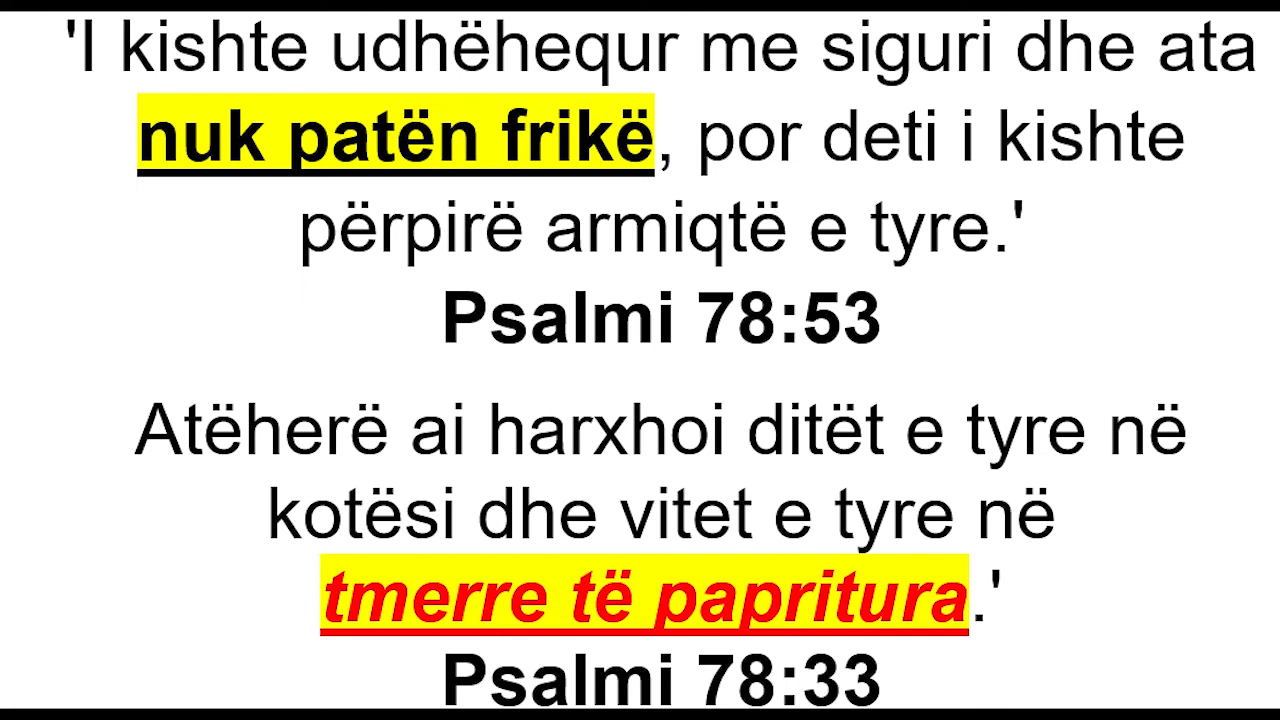 'I kishte udhëhequr me siguri dhe ata
nuk patën frikë, por deti i kishte
përpirë armiqtë e tyre.'
Psalmi 78:53
Atëherë ai harxhoi ditët e tyre në
kotësi dhe vitet e tyre në
tmerre të papritura.'
Psalmi 78:33